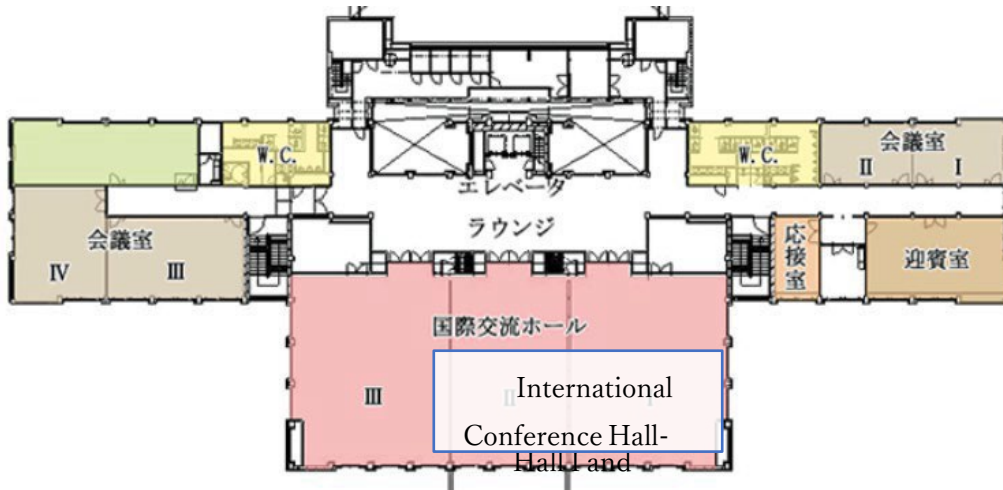 W.C.
W.C.
会議室
II
I
エレベータ
ラウンジ
会議室
IV
III
応接室
迎賓室
国際交流ホール
III
II
I
International
Conference Hall-
Hall I and